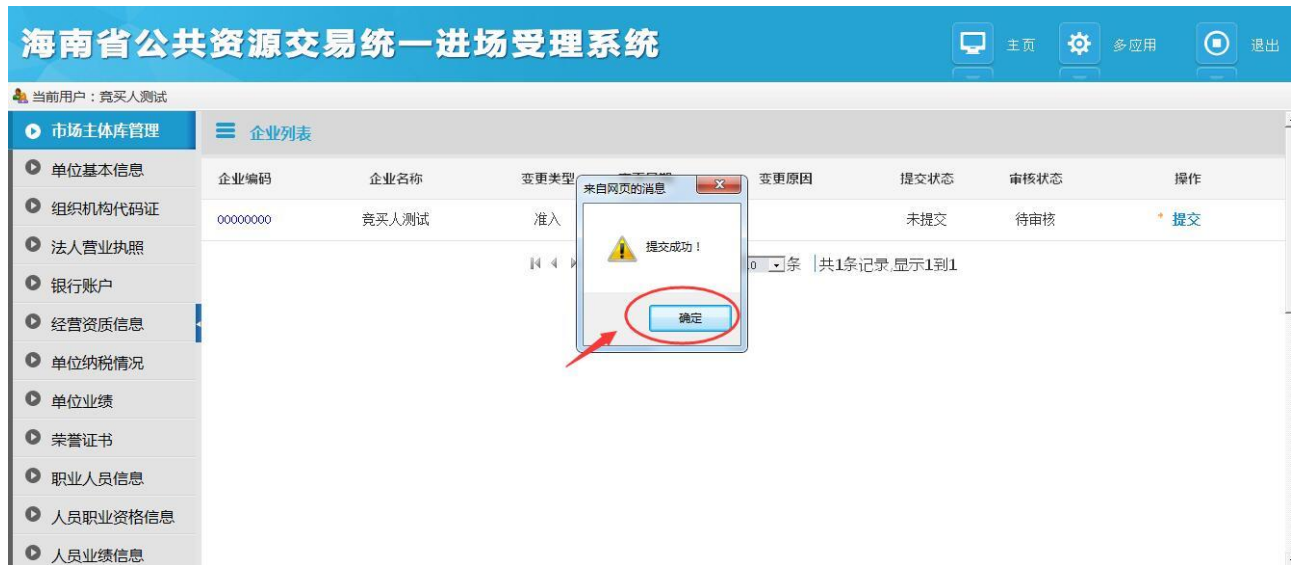 海南省公共资源交易统一进场受理系统
主页 多应用 退出
当前用户：竞买人测试
市场主体库管理
企业列表
单位基本信息
组织机构代码证
法人营业执照
银行账户
经营资质信息
单位纳税情况
单位业绩
荣誉证书
职业人员信息
人员职业资格信息
人员业绩信息
企业编码 企业名称 变更类型 变更原因 提交状态 审核状态 操作
00000000 竞买人测试 准入 未提交 待审核 * 提交
条 共1条记录,显示1到1
来自网页的消息
提交成功！
确定